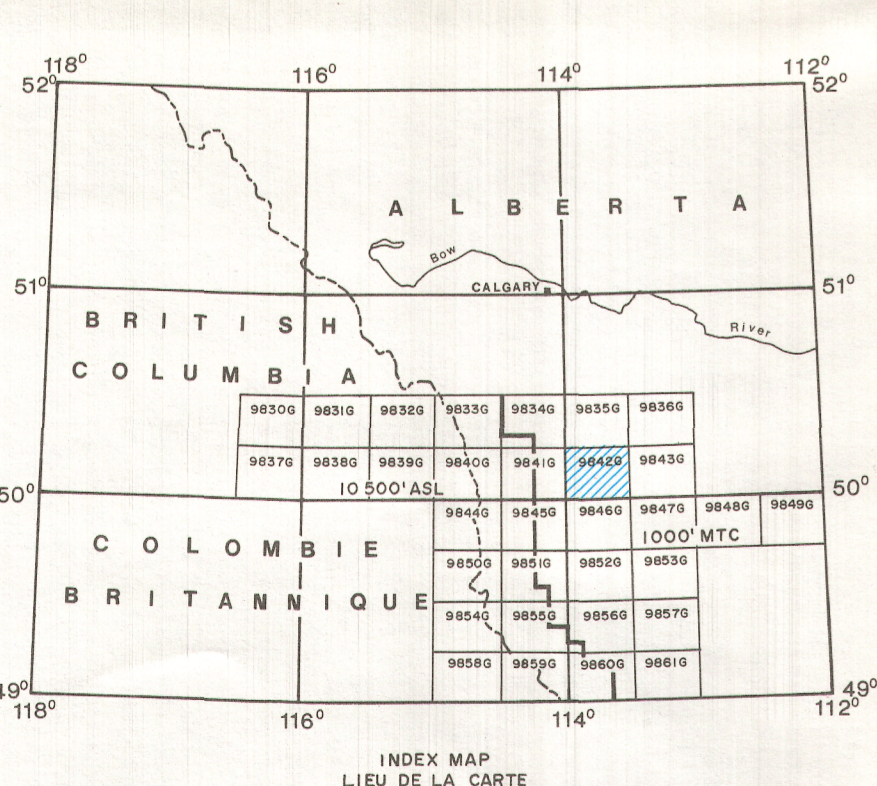 118° 116° 114° 112°
52° 52°
A L B E R T A
Bow
CALGARY
51° 51°
B R I T I S H
River
C O L U M B I A
9830G 9831G 9832G 9833G 9834G 9835G 9836G
9837G 9838G 9839G 9840G 9841G 9842G 9843G
10 500' ASL
50° 50°
9844G 9845G 9846G 9847G 9848G 9849G
1000' MTC
C O L O M B I E
9850G 9851G 9852G 9853G
B R I T A N N I Q U E
9854G 9855G 9856G 9857G
9858G 9859G 9860G 9861G
49° 49°
118° 116° 114° 112°
INDEX MAP
LIEU DE LA CARTE